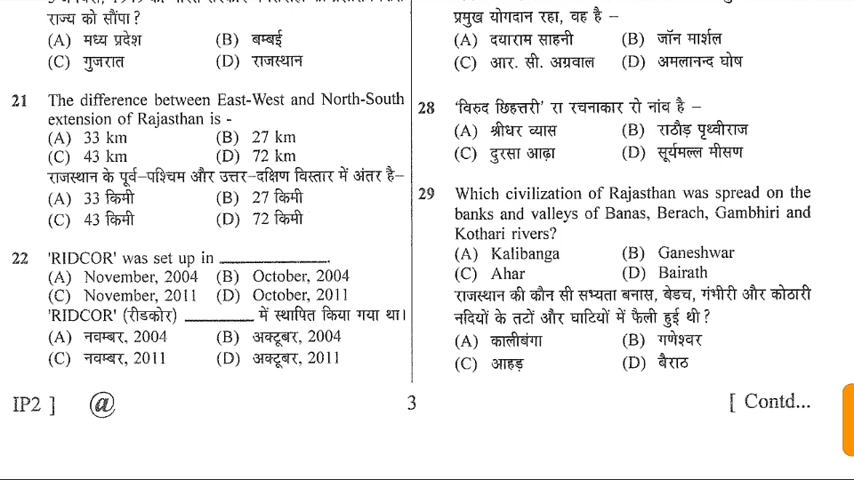 राज्य को सौंपा ?
(A) मध्य प्रदेश (B) बम्बई
(C) गुजरात (D) राजस्थान
21 The difference between East-West and North-South
extension of Rajasthan is -
(A) 33 km (B) 27 km
(C) 43 km (D) 72 km
राजस्थान के पूर्व–पश्चिम और उत्तर–दक्षिण विस्तार में अंतर है–
(A) 33 किमी (B) 27 किमी
(C) 43 किमी (D) 72 किमी
22 'RIDCOR' was set up in ____________.
(A) November, 2004 (B) October, 2004
(C) November, 2011 (D) October, 2011
'RIDCOR' (रीडकोर) ________ में स्थापित किया गया था।
(A) नवम्बर, 2004 (B) अक्टूबर, 2004
(C) नवम्बर, 2011 (D) अक्टूबर, 2011
प्रमुख योगदान रहा, वह है –
(A) दयाराम साहनी (B) जॉन मार्शल
(C) आर. सी. अग्रवाल (D) अमलानन्द घोष
28 'विरुद छिहत्तरी' रा रचनाकार रो नांव है –
(A) श्रीधर व्यास (B) राठौड़ पृथ्वीराज
(C) दुरसा आढ़ा (D) सूर्यमल्ल मीसण
29 Which civilization of Rajasthan was spread on the
banks and valleys of Banas, Berach, Gambhiri and
Kothari rivers?
(A) Kalibanga (B) Ganeshwar
(C) Ahar (D) Bairath
राजस्थान की कौन सी सभ्यता बनास, बेडच, गंभीरी और कोठारी
नदियों के तटों और घाटियों में फैली हुई थी ?
(A) कालीबंगा (B) गणेश्वर
(C) आहड़ (D) बैराठ
IP2 ] @ 3 [ Contd...